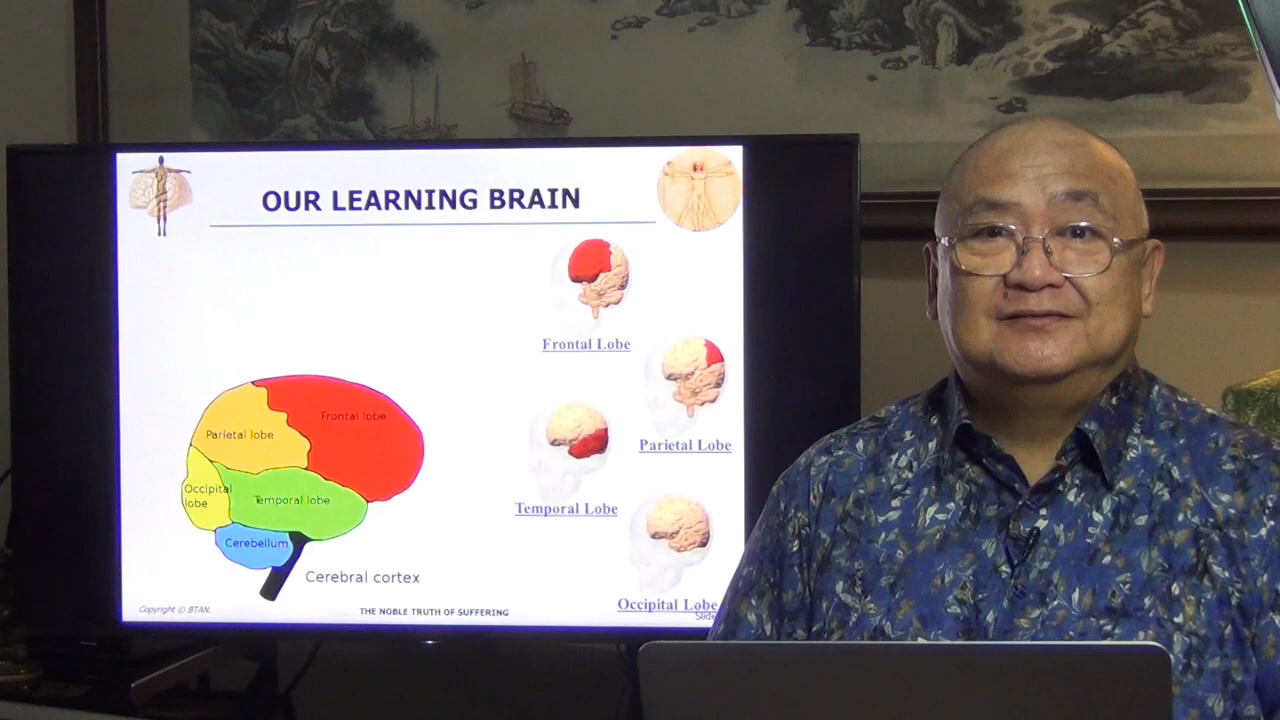 OUR LEARNING BRAIN
Frontal Lobe
Parietal Lobe
Temporal Lobe
Occipital Lobe
Frontal lobe
Parietal lobe
Occipital
lobe
Temporal lobe
Cerebellum
Cerebral cortex
Copyright © BTAN.
THE NOBLE TRUTH OF SUFFERING
Slide